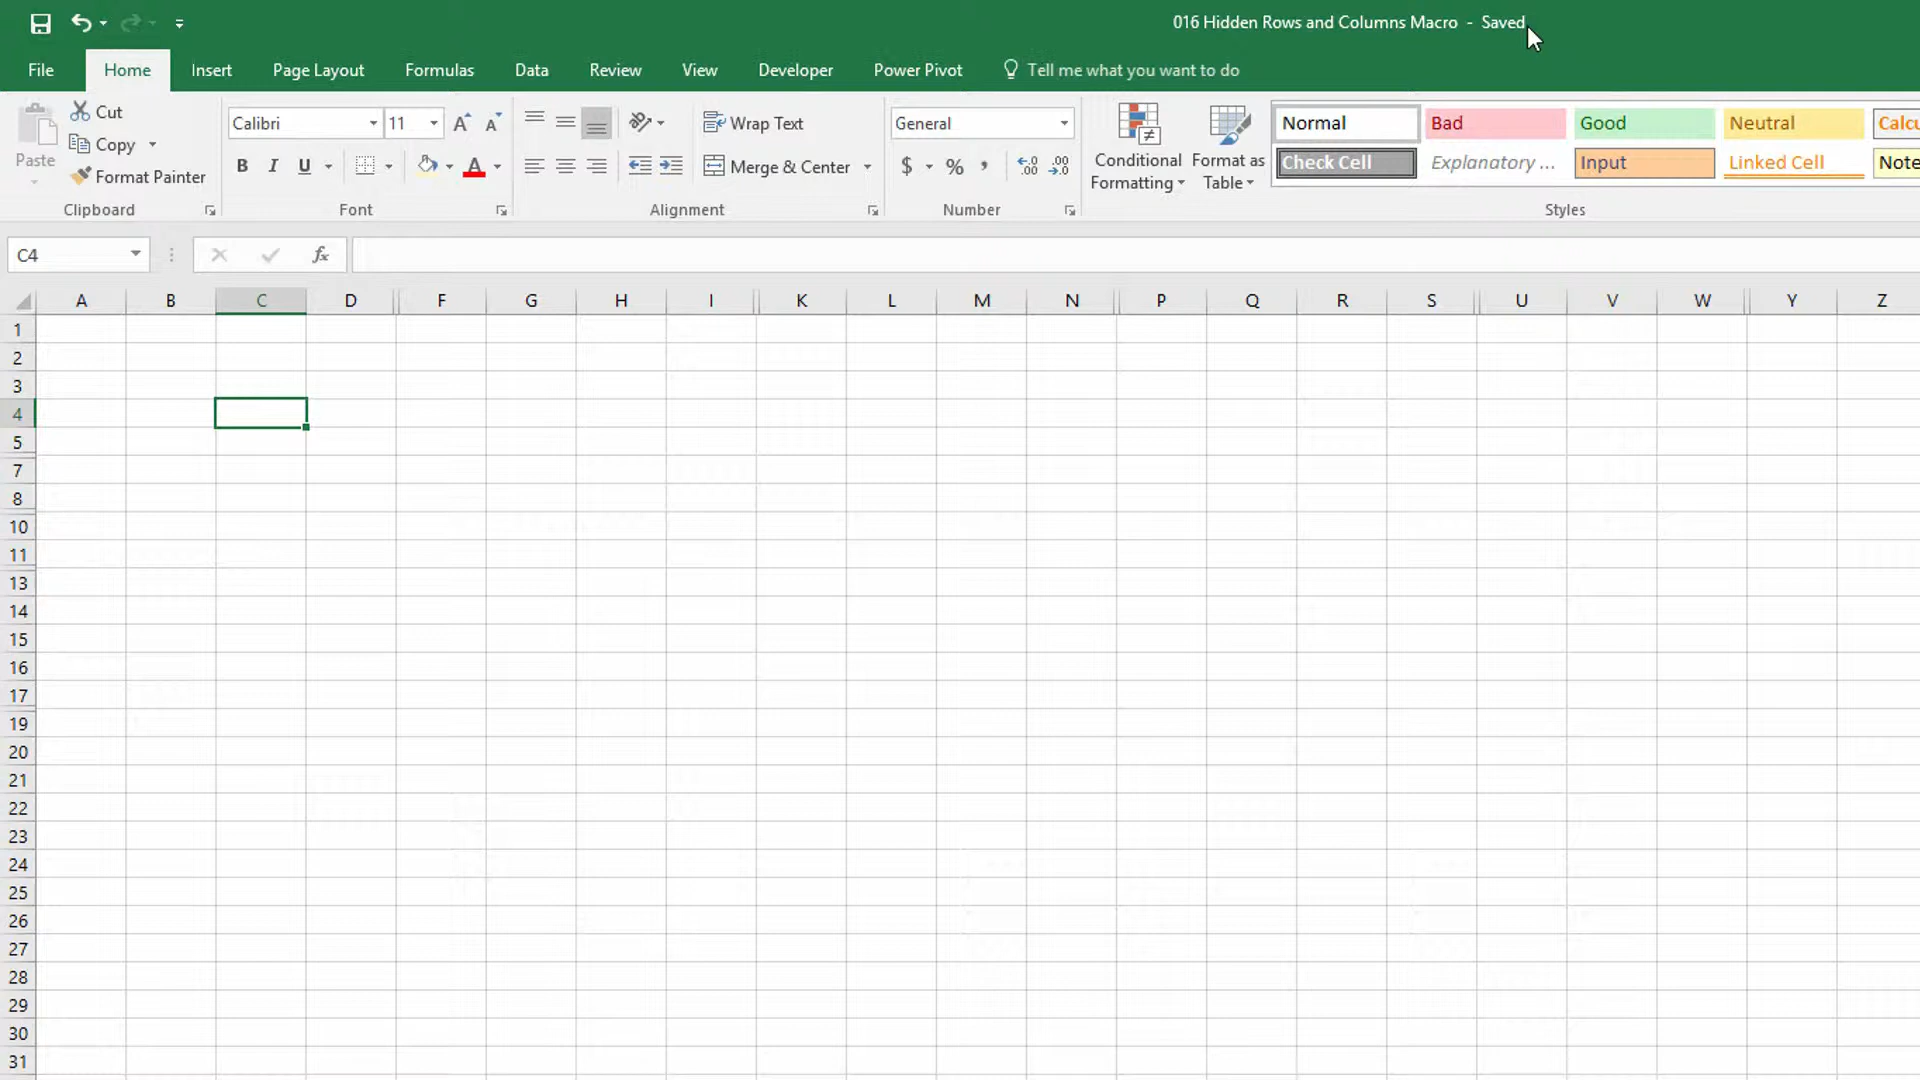 016 Hidden Rows and Columns Macro - Saved
File Home Insert Page Layout Formulas Data Review View Developer Power Pivot Tell me what you want to do
Paste
Cut
Copy
Format Painter
Clipboard
Calibri 11
B I U A
Font
Wrap Text
Merge & Center
Alignment
General
$ % ,
Number
Conditional Formatting
Format as Table
Normal Bad Good Neutral Calcu
Check Cell Explanatory ... Input Linked Cell Note
Styles
C4 fx
A B C D F G H I K L M N P Q R S U V W Y Z
1
2
3
4
5
7
8
10
11
13
14
15
16
17
19
20
21
22
23
24
25
26
27
28
29
30
31